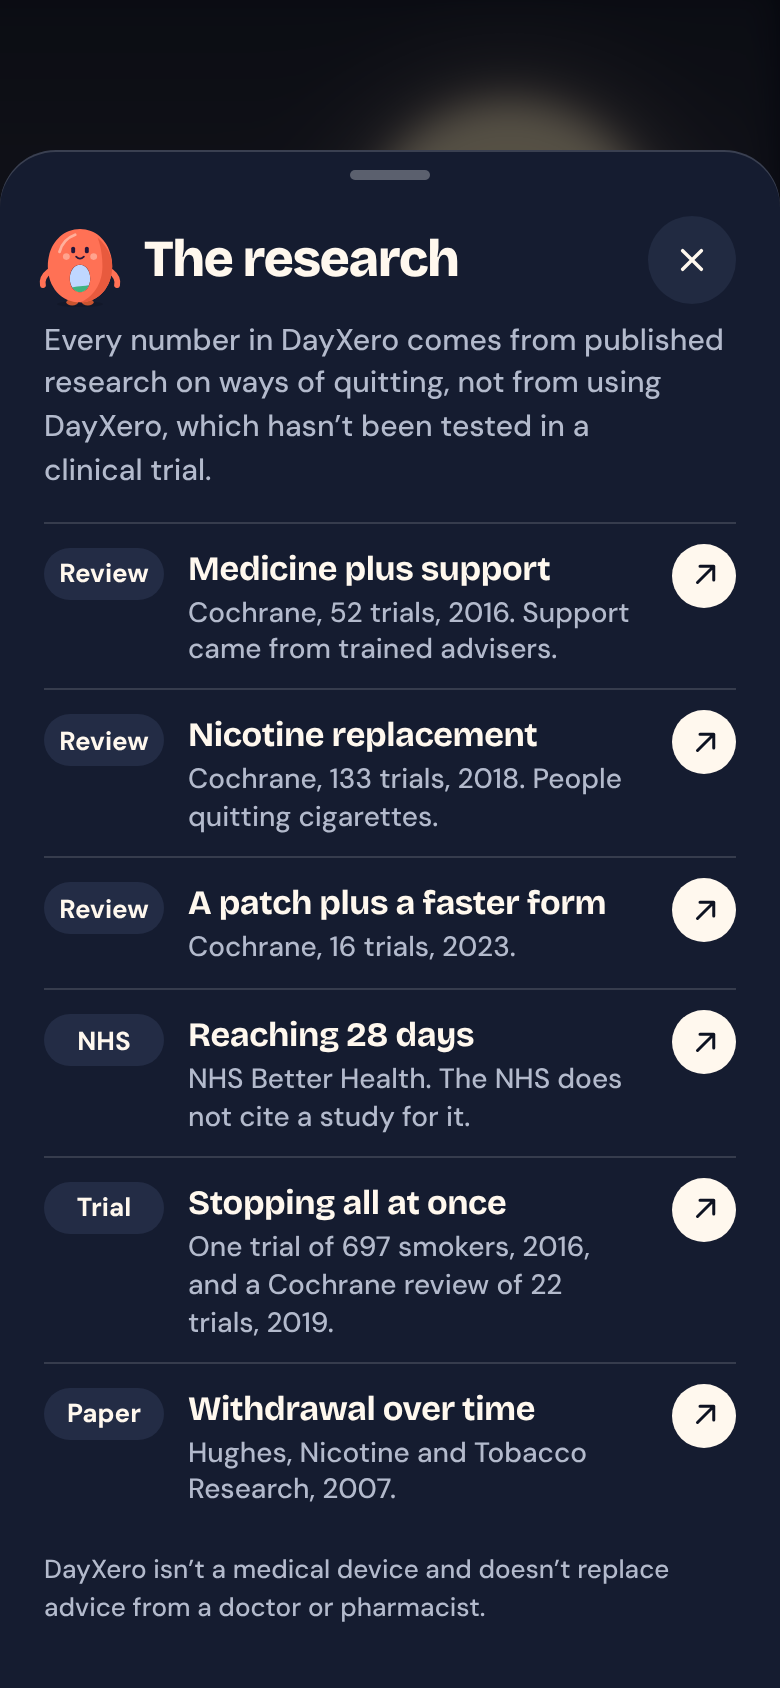 The research
Every number in DayXero comes from published
research on ways of quitting, not from using
DayXero, which hasn’t been tested in a
clinical trial.
Review
Medicine plus support
Cochrane, 52 trials, 2016. Support
came from trained advisers.
Review
Nicotine replacement
Cochrane, 133 trials, 2018. People
quitting cigarettes.
Review
A patch plus a faster form
Cochrane, 16 trials, 2023.
NHS
Reaching 28 days
NHS Better Health. The NHS does
not cite a study for it.
Trial
Stopping all at once
One trial of 697 smokers, 2016,
and a Cochrane review of 22
trials, 2019.
Paper
Withdrawal over time
Hughes, Nicotine and Tobacco
Research, 2007.
DayXero isn’t a medical device and doesn’t replace
advice from a doctor or pharmacist.